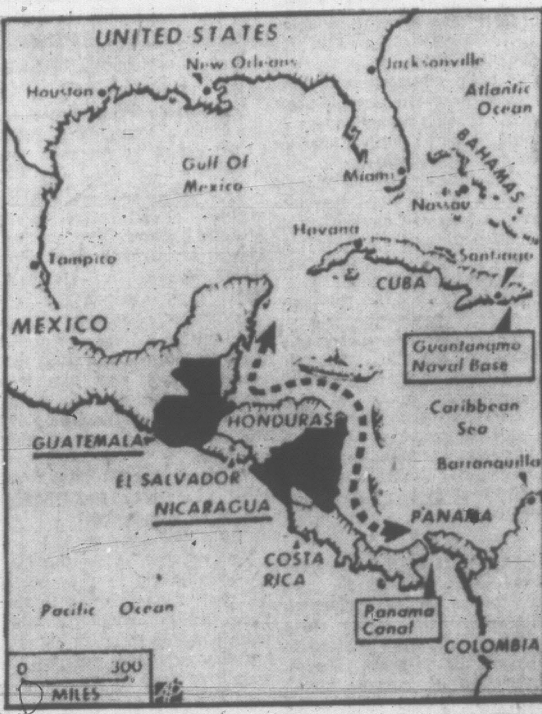 UNITED STATES
New Orleans
Jacksonville
Houston
Atlantic
Ocean
Gulf Of
Mexico
BAHAMAS
Miami
Nassau
Havana
Santiago
Tampico
CUBA
MEXICO
Guantanamo
Naval Base
HONDURAS
Caribbean
Sea
GUATEMALA
Barranquilla
EL SALVADOR
NICARAGUA
PANAMA
COSTA
RICA
Pacific Ocean
Panama
Canal
COLOMBIA
0 300
MILES